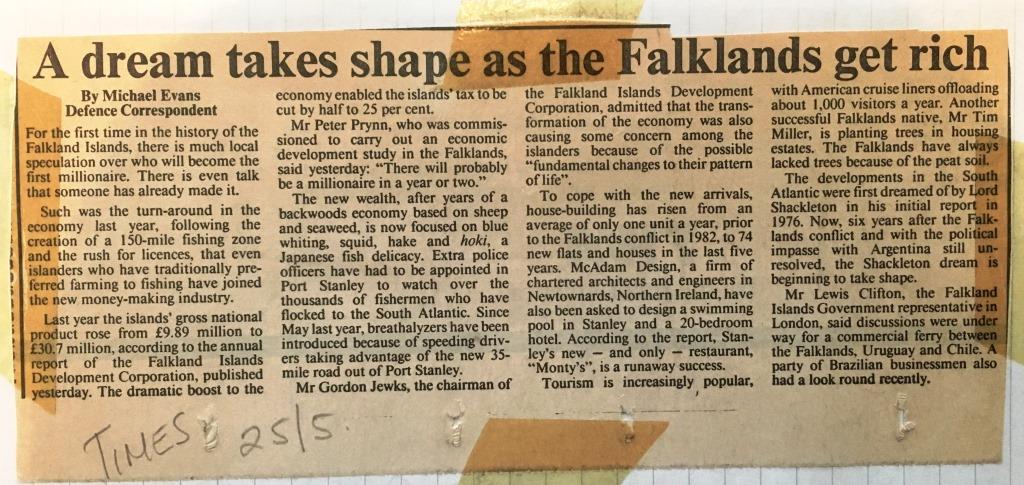 A dream takes shape as the Falklands get rich
By Michael Evans
Defence Correspondent
For the first time in the history of the
Falkland Islands, there is much local
speculation over who will become the
first millionaire. There is even talk
that someone has already made it.
Such was the turn-around in the
economy last year, following the
creation of a 150-mile fishing zone
and the rush for licences, that even
islanders who have traditionally pre-
ferred farming to fishing have joined
the new money-making industry.
Last year the islands' gross national
product rose from £9.89 million to
£30.7 million, according to the annual
report of the Falkland Islands
Development Corporation, published
yesterday. The dramatic boost to the
economy enabled the islands' tax to be
cut by half to 25 per cent.
Mr Peter Prynn, who was commis-
sioned to carry out an economic
development study in the Falklands,
said yesterday: "There will probably
be a millionaire in a year or two."
The new wealth, after years of a
backwoods economy based on sheep
and seaweed, is now focused on blue
whiting, squid, hake and hoki, a
Japanese fish delicacy. Extra police
officers have had to be appointed in
Port Stanley to watch over the
thousands of fishermen who have
flocked to the South Atlantic. Since
May last year, breathalyzers have been
introduced because of speeding driv-
ers taking advantage of the new 35-
mile road out of Port Stanley.
Mr Gordon Jewks, the chairman of
the Falkland Islands Development
Corporation, admitted that the trans-
formation of the economy was also
causing some concern among the
islanders because of the possible
"fundamental changes to their pattern
of life".
To cope with the new arrivals,
house-building has risen from an
average of only one unit a year, prior
to the Falklands conflict in 1982, to 74
new flats and houses in the last five
years. McAdam Design, a firm of
chartered architects and engineers in
Newtownards, Northern Ireland, have
also been asked to design a swimming
pool in Stanley and a 20-bedroom
hotel. According to the report, Stan-
ley's new — and only — restaurant,
"Monty's", is a runaway success.
Tourism is increasingly popular,
with American cruise liners offloading
about 1,000 visitors a year. Another
successful Falklands native, Mr Tim
Miller, is planting trees in housing
estates. The Falklands have always
lacked trees because of the peat soil.
The developments in the South
Atlantic were first dreamed of by Lord
Shackleton in his initial report in
1976. Now, six years after the Falk-
lands conflict and with the political
impasse with Argentina still un-
resolved, the Shackleton dream is
beginning to take shape.
Mr Lewis Clifton, the Falkland
Islands Government representative in
London, said discussions were under
way for a commercial ferry between
the Falklands, Uruguay and Chile. A
party of Brazilian businessmen also
had a look round recently.
TIMES 25/5.